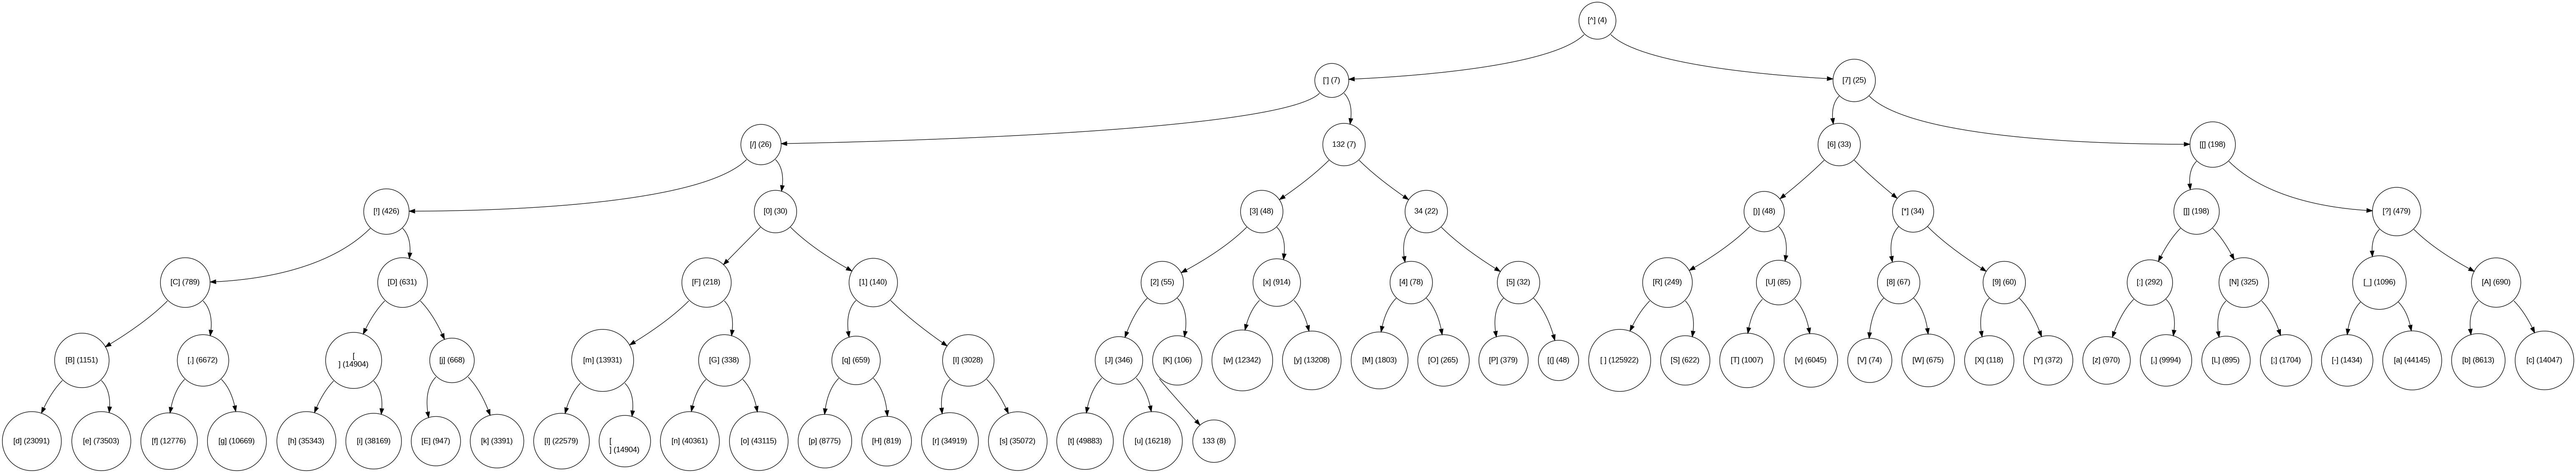 [^] (4)
['] (7)
[7] (25)
[/] (26)
132 (7)
[6] (33)
[[] (198)
[!] (426)
[0] (30)
[3] (48)
34 (22)
[)] (48)
[*] (34)
[]] (198)
[?] (479)
[C] (789)
[D] (631)
[F] (218)
[1] (140)
[2] (55)
[x] (914)
[4] (78)
[5] (32)
[R] (249)
[U] (85)
[8] (67)
[9] (60)
[:] (292)
[N] (325)
[_] (1096)
[A] (690)
[B] (1151)
[.] (6672)
[
] (14904)
[j] (668)
[m] (13931)
[G] (338)
[q] (659)
[I] (3028)
[J] (346)
[K] (106)
[w] (12342)
[y] (13208)
[M] (1803)
[O] (265)
[P] (379)
[(] (48)
[ ] (125922)
[S] (622)
[T] (1007)
[v] (6045)
[V] (74)
[W] (675)
[X] (118)
[Y] (372)
[z] (970)
[,] (9994)
[L] (895)
[;] (1704)
[-] (1434)
[a] (44145)
[b] (8613)
[c] (14047)
[d] (23091)
[e] (73503)
[f] (12776)
[g] (10669)
[h] (35343)
[i] (38169)
[E] (947)
[k] (3391)
[l] (22579)
[
] (14904)
[n] (40361)
[o] (43115)
[p] (8775)
[H] (819)
[r] (34919)
[s] (35072)
[t] (49883)
[u] (16218)
133 (8)